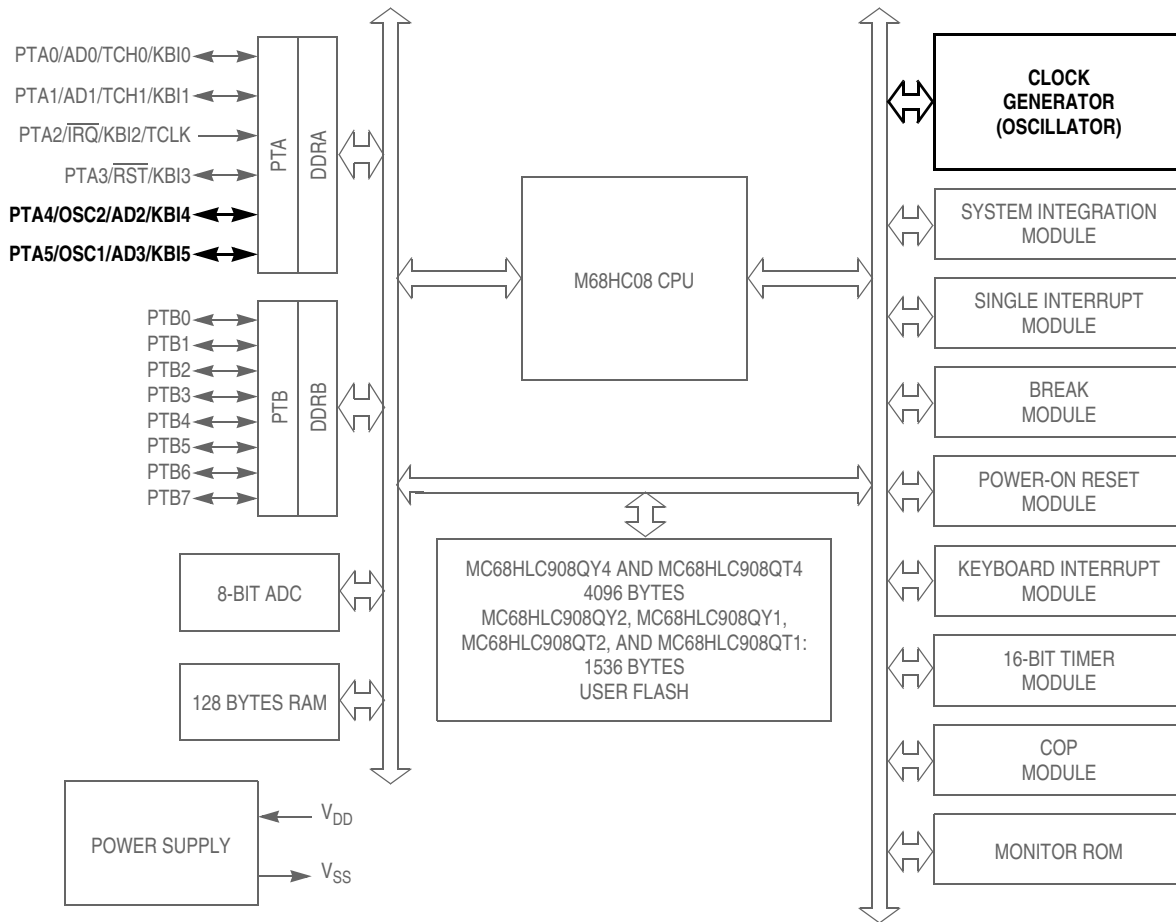 PTA0/AD0/TCH0/KBI0
PTA1/AD1/TCH1/KBI1
PTA2/IRQ/KBI2/TCLK
PTA3/RST/KBI3
PTA4/OSC2/AD2/KBI4
PTA5/OSC1/AD3/KBI5
PTA
DDRA
PTB0
PTB1
PTB2
PTB3
PTB4
PTB5
PTB6
PTB7
PTB
DDRB
8-BIT ADC
128 BYTES RAM
POWER SUPPLY
VDD
VSS
M68HC08 CPU
MC68HLC908QY4 AND MC68HLC908QT4
4096 BYTES
MC68HLC908QY2, MC68HLC908QY1,
MC68HLC908QT2, AND MC68HLC908QT1:
1536 BYTES
USER FLASH
CLOCK
GENERATOR
(OSCILLATOR)
SYSTEM INTEGRATION
MODULE
SINGLE INTERRUPT
MODULE
BREAK
MODULE
POWER-ON RESET
MODULE
KEYBOARD INTERRUPT
MODULE
16-BIT TIMER
MODULE
COP
MODULE
MONITOR ROM